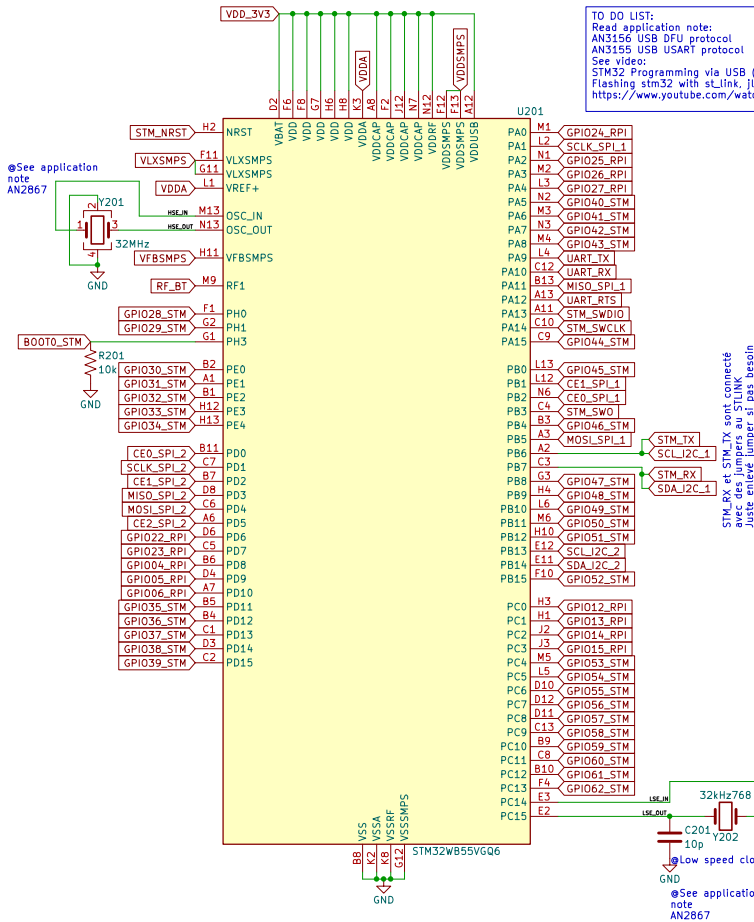 VDD_3V3
TO DO LIST:
Read application note:
AN3156 USB DFU protocol
AN3155 USB USART protocol
See video:
STM32 Programming via USB (
Flashing stm32 with st_link, jl
https://www.youtube.com/watc
VDDA
VDDSMPS
D2 F6 F8 G7 H6 H8 K3 A8 F2 J12 N7 N12 F12 F13 A12
VBAT VDD VDD VDD VDD VDD VDDA VDDCAP VDDCAP VDDCAP VDDCAP VDDRF VDDSMPS VDDSMPS VDDUSB
U201
STM_NRST H2 NRST
VLXSMPS F11 VLXSMPS
G11 VLXSMPS
VDDA L1 VREF+
@See application
note
AN2867
Y201
2
1
3
4
32MHz
GND
HSE_IN M13 OSC_IN
HSE_OUT N13 OSC_OUT
VFBSMPS H11 VFBSMPS
RF_BT M9 RF1
GPIO28_STM F1 PH0
GPIO29_STM G2 PH1
BOOT0_STM G1 PH3
R201
10k
GND
GPIO30_STM B2 PE0
GPIO31_STM A1 PE1
GPIO32_STM B1 PE2
GPIO33_STM H12 PE3
GPIO34_STM H13 PE4
CE0_SPI_2 B11 PD0
SCLK_SPI_2 C7 PD1
CE1_SPI_2 B7 PD2
MISO_SPI_2 D8 PD3
MOSI_SPI_2 C6 PD4
CE2_SPI_2 A6 PD5
GPIO22_RPI D6 PD6
GPIO23_RPI C5 PD7
GPIO04_RPI B6 PD8
GPIO05_RPI D4 PD9
GPIO06_RPI A7 PD10
GPIO35_STM B5 PD11
GPIO36_STM B4 PD12
GPIO37_STM C1 PD13
GPIO38_STM D3 PD14
GPIO39_STM C2 PD15
PA0 M1 GPIO24_RPI
PA1 L2 SCLK_SPI_1
PA2 N1 GPIO25_RPI
PA3 M2 GPIO26_RPI
PA4 L3 GPIO27_RPI
PA5 N2 GPIO40_STM
PA6 M3 GPIO41_STM
PA7 N3 GPIO42_STM
PA8 M4 GPIO43_STM
PA9 L4 UART_TX
PA10 C12 UART_RX
PA11 B13 MISO_SPI_1
PA12 A13 UART_RTS
PA13 A11 STM_SWDIO
PA14 C10 STM_SWCLK
PA15 C9 GPIO44_STM
PB0 L13 GPIO45_STM
PB1 L12 CE1_SPI_1
PB2 N6 CE0_SPI_1
PB3 C4 STM_SWO
PB4 B3 GPIO46_STM
PB5 A3 MOSI_SPI_1
PB6 A2 STM_TX
SCL_I2C_1
PB7 C3 STM_RX
SDA_I2C_1
PB8 G3 GPIO47_STM
PB9 H4 GPIO48_STM
PB10 L6 GPIO49_STM
PB11 M6 GPIO50_STM
PB12 H10 GPIO51_STM
PB13 E12 SCL_I2C_2
PB14 E11 SDA_I2C_2
PB15 F10 GPIO52_STM
STM_RX et STM_TX sont connecté
avec des jumpers au STLINK
Juste enlevé jumper si pas besoin
PC0 H3 GPIO12_RPI
PC1 H1 GPIO13_RPI
PC2 J2 GPIO14_RPI
PC3 J3 GPIO15_RPI
PC4 M5 GPIO53_STM
PC5 L5 GPIO54_STM
PC6 D10 GPIO55_STM
PC7 D12 GPIO56_STM
PC8 D11 GPIO57_STM
PC9 C13 GPIO58_STM
PC10 B9 GPIO59_STM
PC11 C8 GPIO60_STM
PC12 B10 GPIO61_STM
PC13 F4 GPIO62_STM
PC14 E3 LSE_IN
PC15 E2 LSE_OUT
32kHz768
Y202
C201
10p
GND
@Low speed clo
@See applicatio
note
AN2867
VSS VSSA VSSRF VSSSMPS
B8 K2 K8 G12
STM32WB55VGQ6
GND